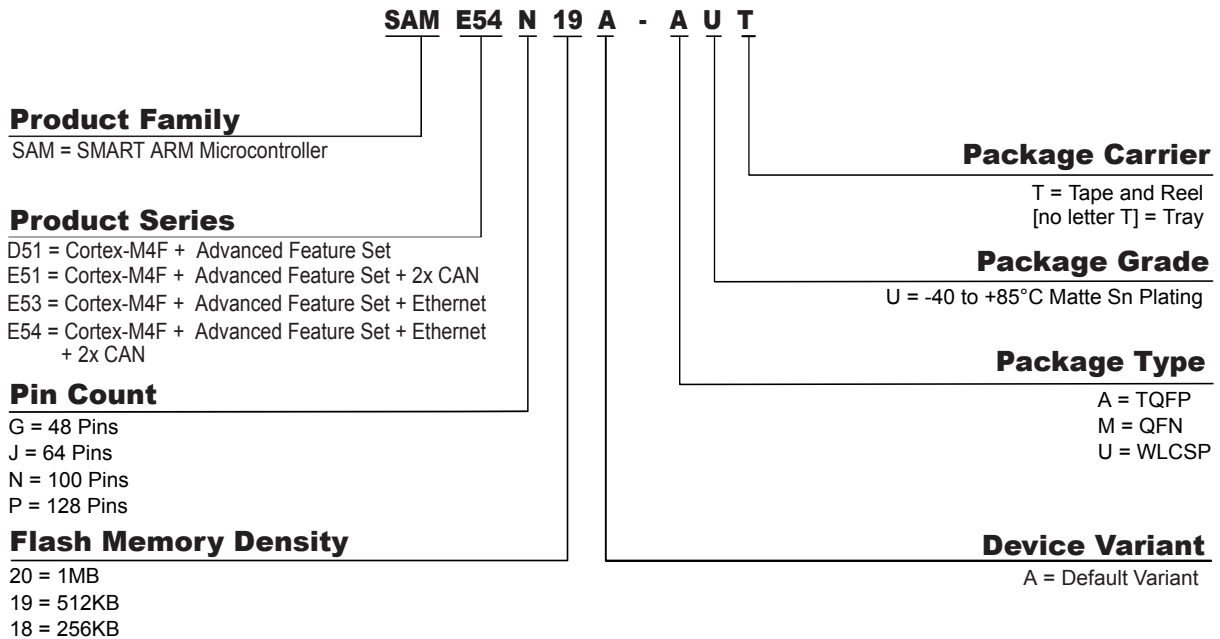 SAM E54 N 19 A - A U T
Product Family
SAM = SMART ARM Microcontroller
Product Series
D51 = Cortex-M4F + Advanced Feature Set
E51 = Cortex-M4F + Advanced Feature Set + 2x CAN
E53 = Cortex-M4F + Advanced Feature Set + Ethernet
E54 = Cortex-M4F + Advanced Feature Set + Ethernet
+ 2x CAN
Pin Count
G = 48 Pins
J = 64 Pins
N = 100 Pins
P = 128 Pins
Flash Memory Density
20 = 1MB
19 = 512KB
18 = 256KB
Package Carrier
T = Tape and Reel
[no letter T] = Tray
Package Grade
U = -40 to +85°C Matte Sn Plating
Package Type
A = TQFP
M = QFN
U = WLCSP
Device Variant
A = Default Variant